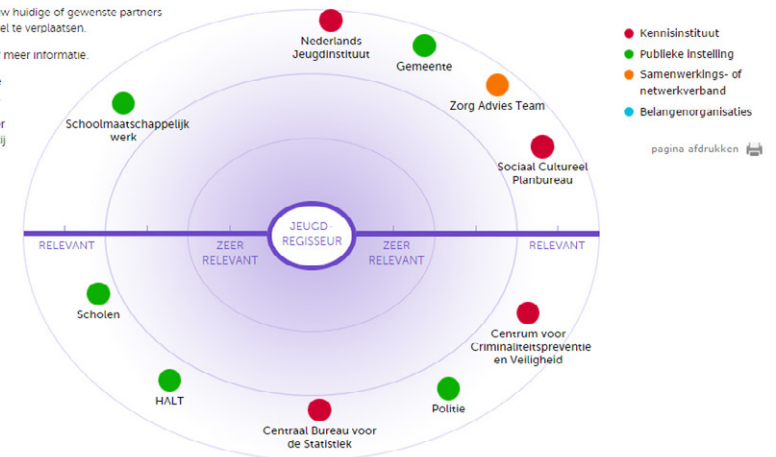 w huidige of gewenste partners
el te verplaatsen.
r meer informatie.
e
er
ij
Nederlands
Jeugdinstituut
Gemeente
Zorg Advies Team
Schoolmaatschappelijk
werk
Sociaal Cultureel
Planbureau
JEUGD-
REGISSEUR
RELEVANT
ZEER
RELEVANT
ZEER
RELEVANT
RELEVANT
Scholen
Centrum voor
Criminaliteitspreventie
en Veiligheid
HALT
Politie
Centraal Bureau voor
de Statistiek
Kennisinstituut
Publieke instelling
Samenwerkings- of
netwerkverband
Belangenorganisaties
pagina afdrukken